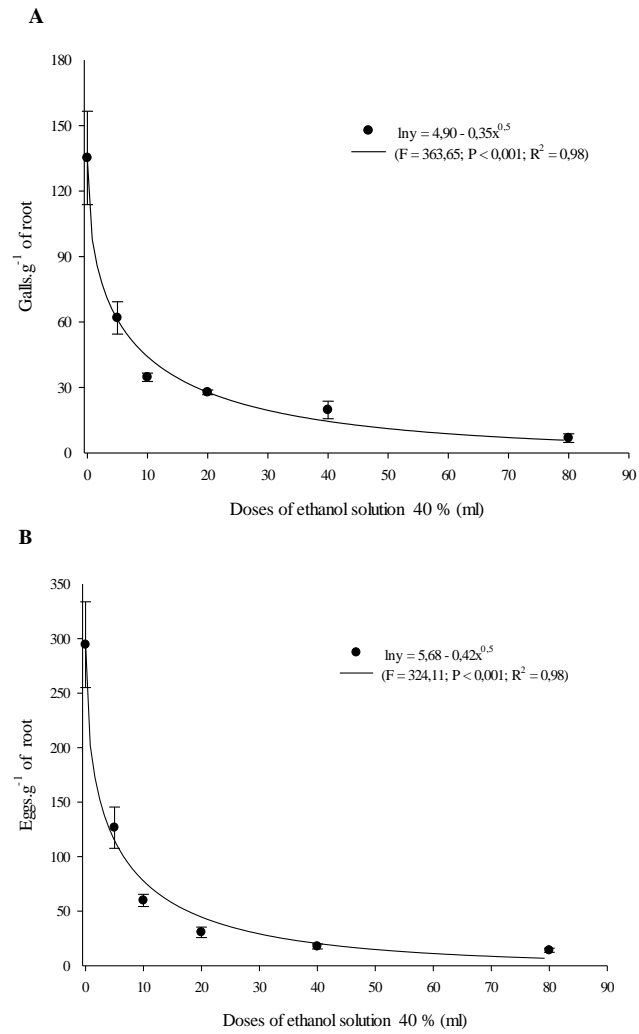 A
180
150
120
90
60
30
0
Galls.g⁻¹ of root
lny = 4,90 - 0,35x⁰,⁵
(F = 363,65; P < 0,001; R² = 0,98)
0 10 20 30 40 50 60 70 80 90
Doses of ethanol solution 40 % (ml)
B
350
300
250
200
150
100
50
0
Eggs.g⁻¹ of root
lny = 5,68 - 0,42x⁰,⁵
(F = 324,11; P < 0,001; R² = 0,98)
0 10 20 30 40 50 60 70 80 90
Doses of ethanol solution 40 % (ml)